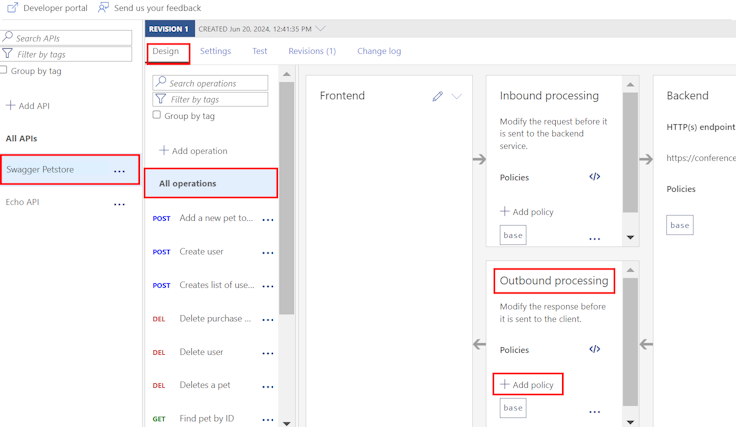 Developer portal
Send us your feedback
REVISION 1
CREATED Jun 20, 2024, 12:41:35 PM
Search APIs
Filter by tags
Group by tag
Add API
All APIs
Swagger Petstore ...
Echo API ...
Design
Settings
Test
Revisions (1)
Change log
Search operations
Filter by tags
Group by tag
Add operation
All operations
POST Add a new pet to... ...
POST Create user ...
POST Creates list of use... ...
DEL Delete purchase ... ...
DEL Delete user ...
DEL Deletes a pet ...
GET Find pet by ID ...
Frontend
Inbound processing
Modify the request before it
is sent to the backend
service.
Policies </>
Add policy
base ...
Outbound processing
Modify the response before
it is sent to the client.
Policies </>
Add policy
base ...
Backend
HTTP(s) endpoint
https://conference
Policies
base